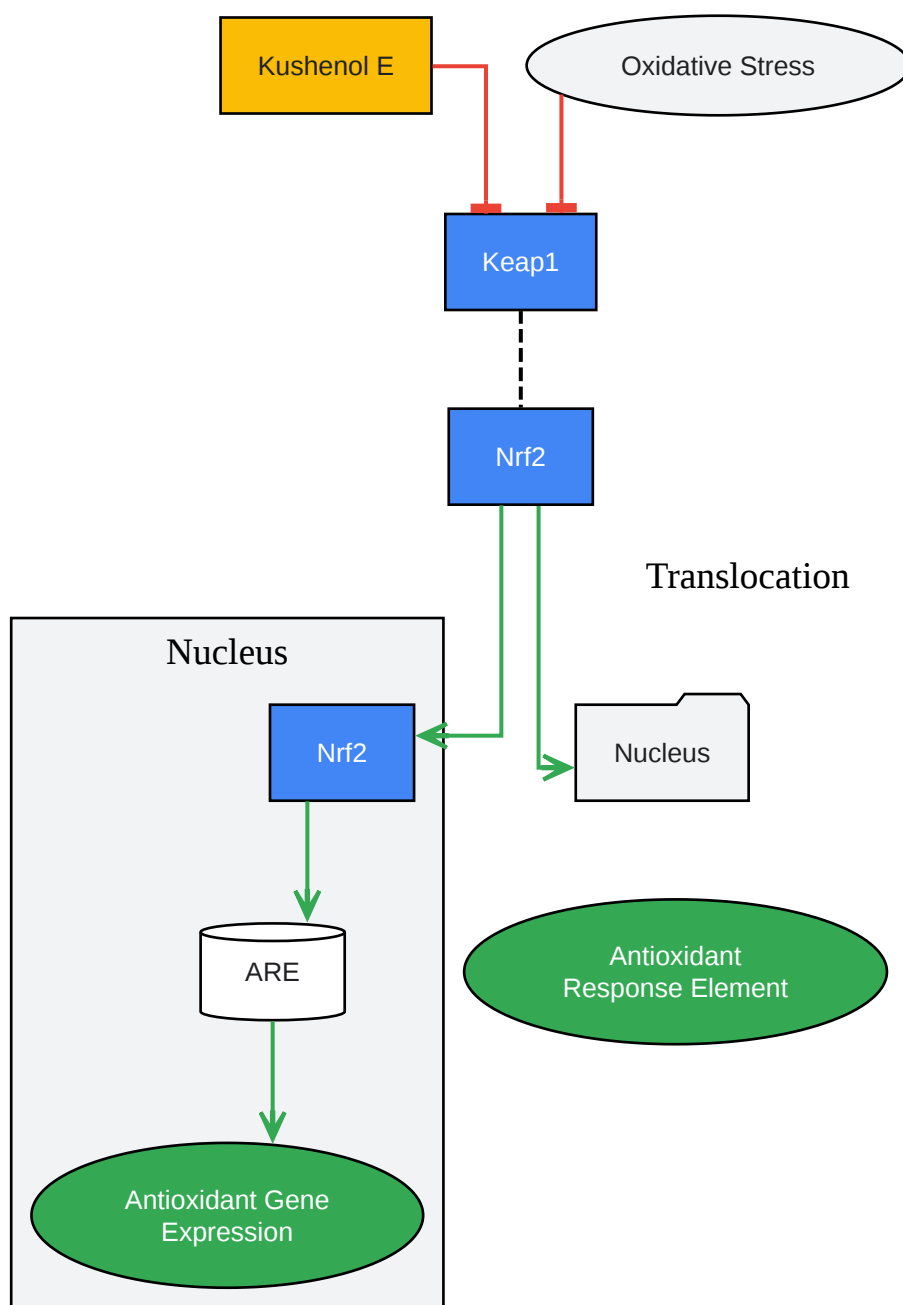 Kushenol E
Oxidative Stress
Keap1
Nrf2
Translocation
Nucleus
Nrf2
Nucleus
ARE
Antioxidant
Response Element
Antioxidant Gene
Expression